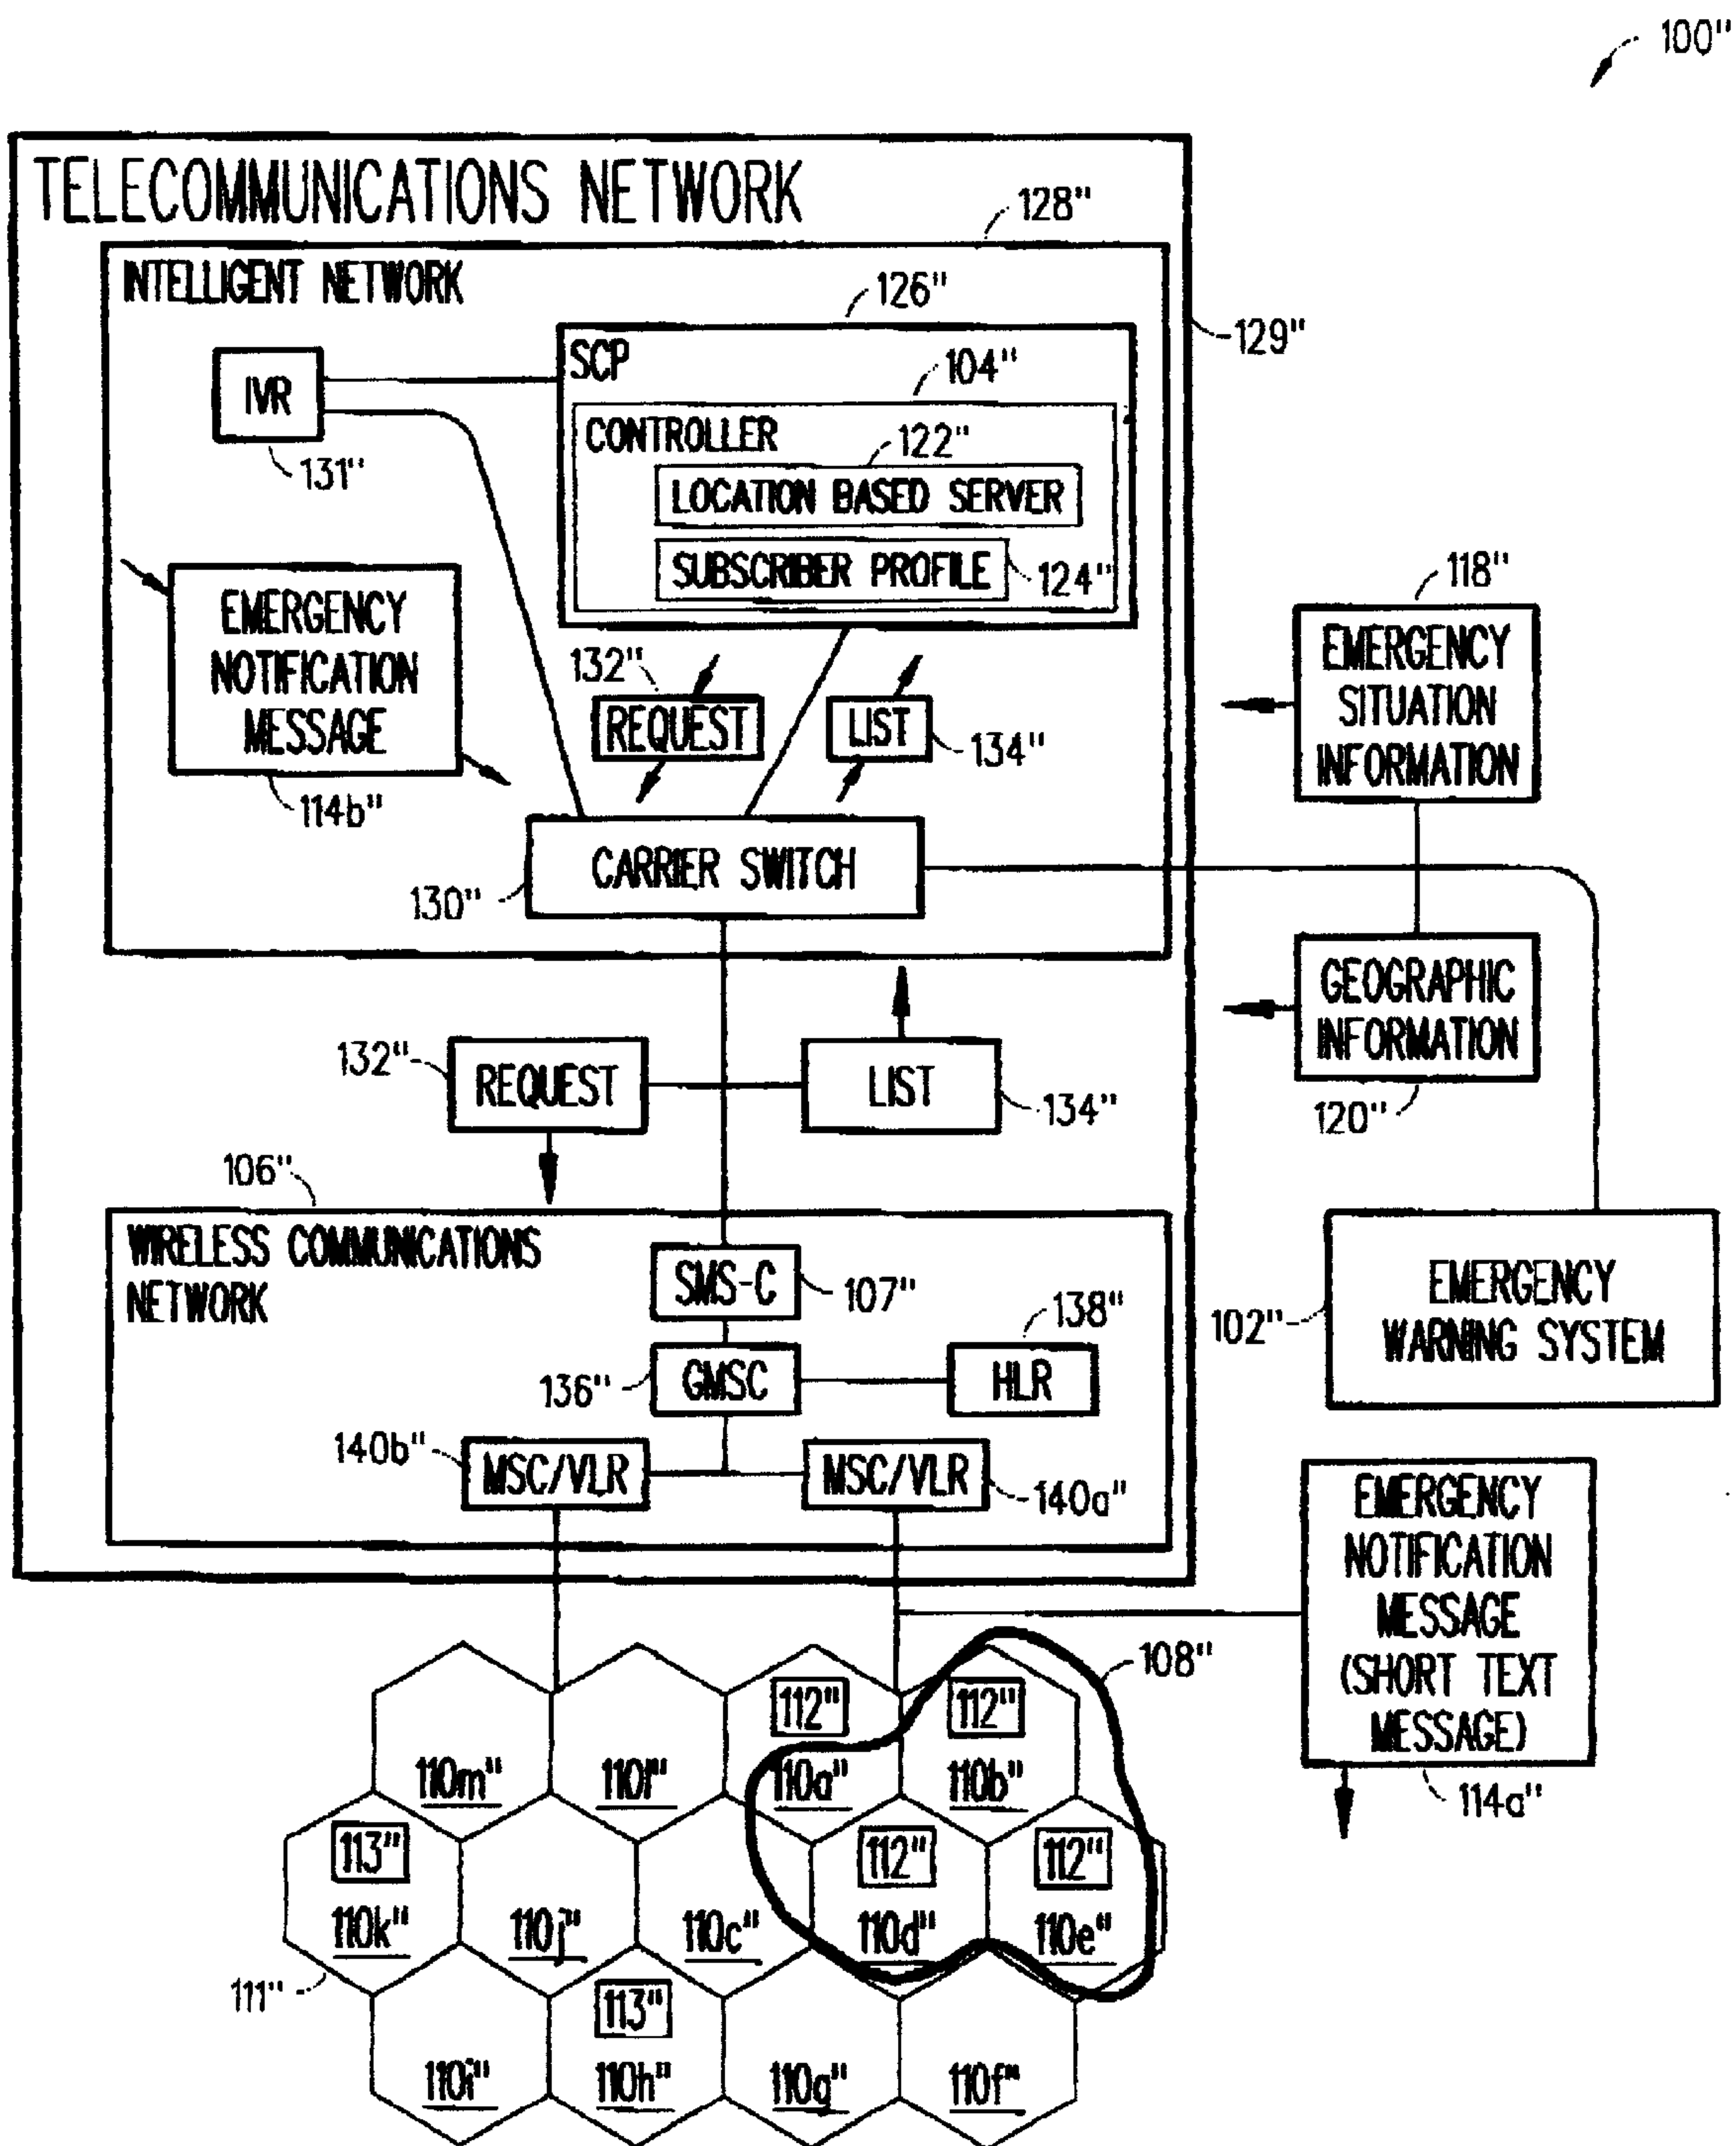 100"
TELECOMMUNICATIONS NETWORK
128"
INTELLIGENT NETWORK
126"
129"
SCP
104"
IVR
CONTROLLER
131"
122"
LOCATION BASED SERVER
SUBSCRIBER PROFILE
124"
118"
EMERGENCY
NOTIFICATION
MESSAGE
114b"
132"
REQUEST
LIST
134"
EMERGENCY
SITUATION
INFORMATION
CARRIER SWITCH
130"
GEOGRAPHIC
INFORMATION
120"
132"
REQUEST
LIST
134"
106"
WIRELESS COMMUNICATIONS
NETWORK
SMS-C
107"
138"
136"
GMSC
HLR
102"
EMERGENCY
WARNING SYSTEM
140b"
MSC/VLR
MSC/VLR
140a"
EMERGENCY
NOTIFICATION
MESSAGE
(SHORT TEXT
MESSAGE)
114a"
108"
112"
112"
110m"
110l"
110a"
110b"
113"
112"
112"
110k"
110j"
110c"
110d"
110e"
111"
113"
110i"
110h"
110g"
110f"